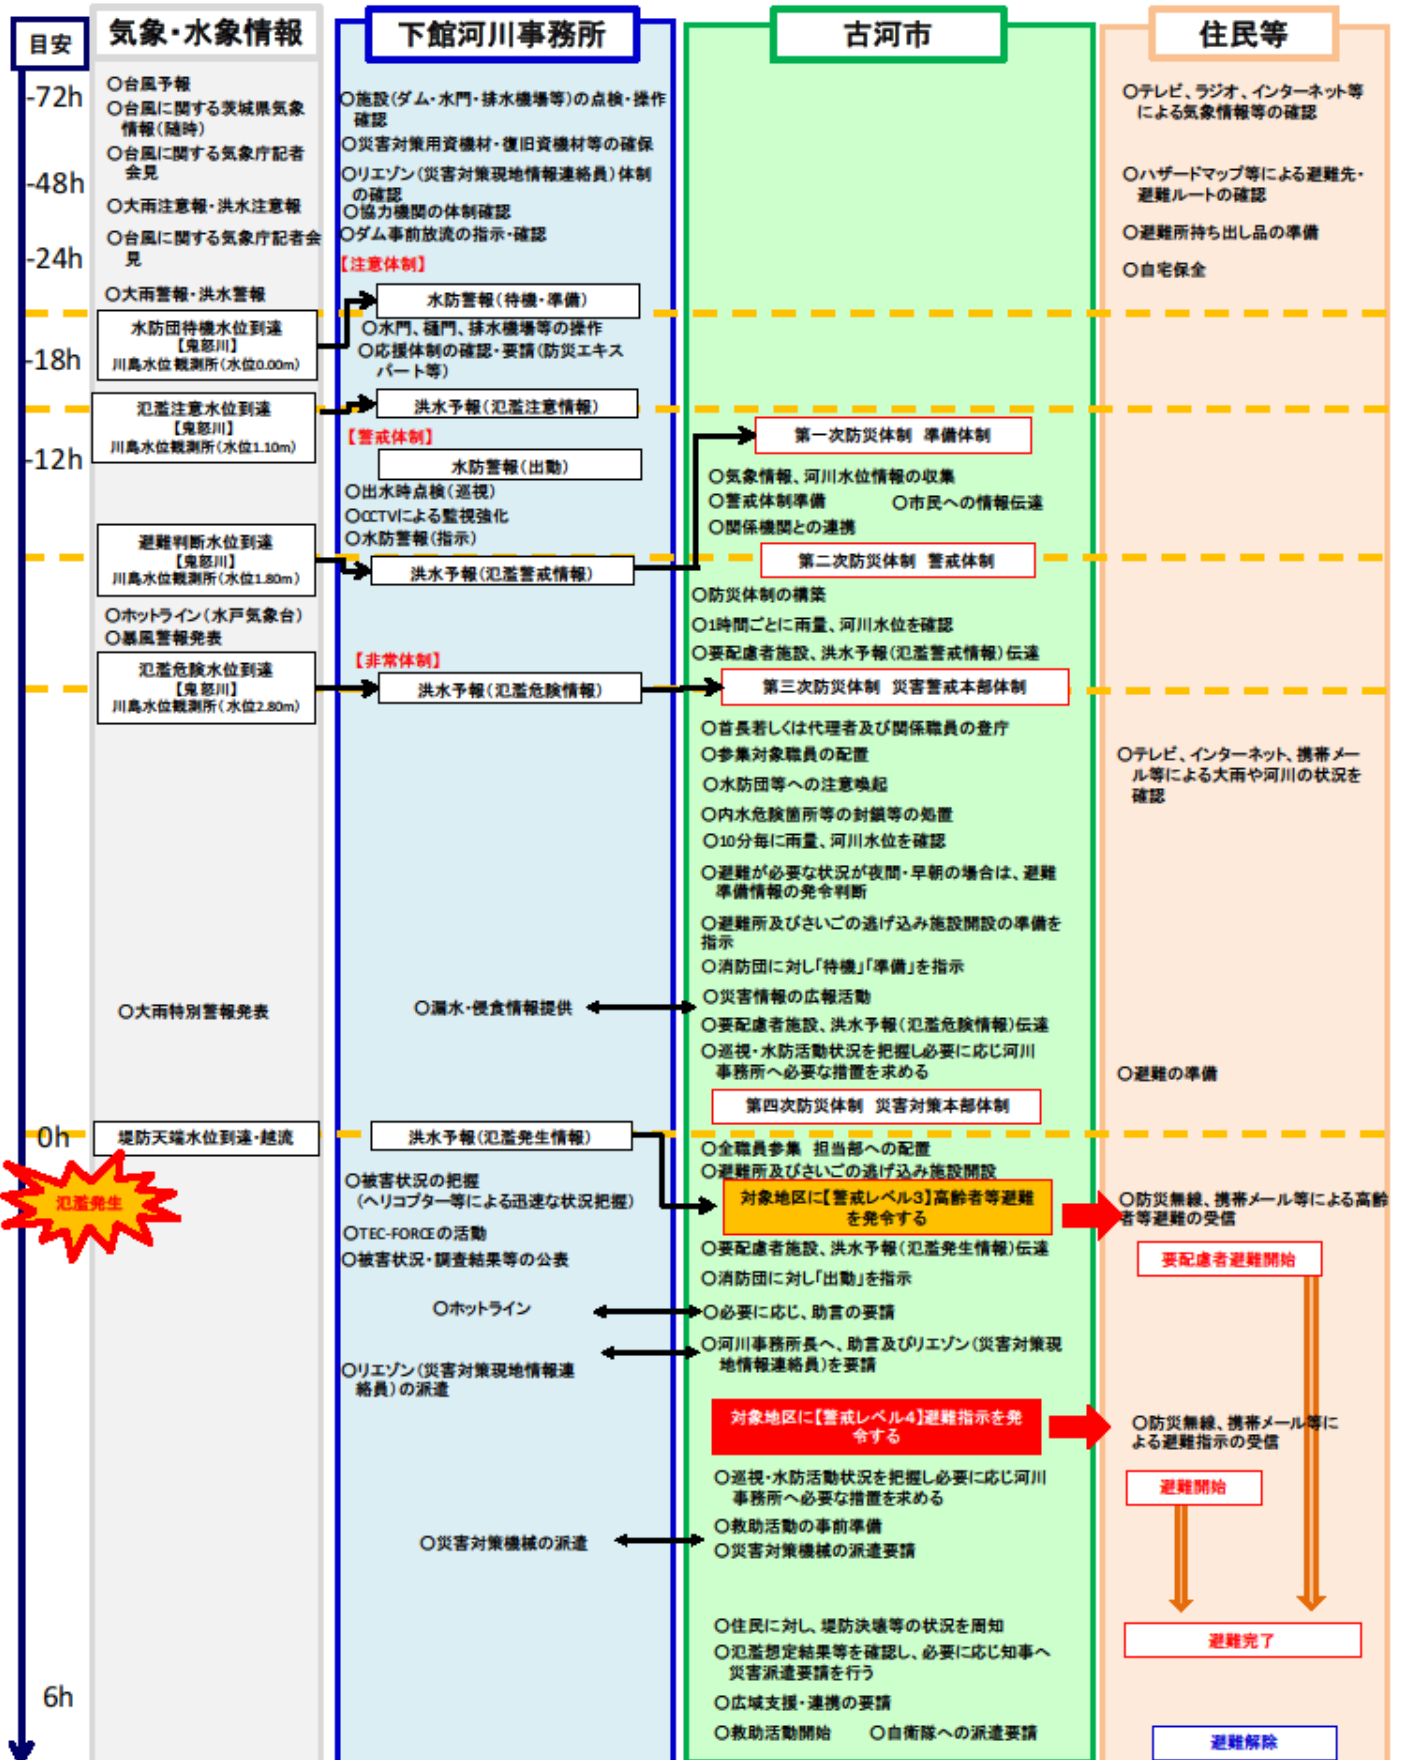 目安
-72h
-48h
-24h
-18h
-12h
0h
氾濫発生
6h
気象・水象情報
○台風予報
○台風に関する茨城県気象
情報(随時)
○台風に関する気象庁記者
会見
○大雨注意報・洪水注意報
○台風に関する気象庁記者会
見
○大雨警報・洪水警報
水防団待機水位到達
【鬼怒川】
川島水位観測所(水位0.00m)
氾濫注意水位到達
【鬼怒川】
川島水位観測所(水位1.10m)
避難判断水位到達
【鬼怒川】
川島水位観測所(水位1.80m)
○ホットライン(水戸気象台)
○暴風警報発表
氾濫危険水位到達
【鬼怒川】
川島水位観測所(水位2.80m)
○大雨特別警報発表
堤防天端水位到達・越流
下館河川事務所
○施設(ダム・水門・排水機場等)の点検・操作
確認
○災害対策用資機材・復旧資機材等の確保
○リエゾン(災害対策現地情報連絡員)体制
の確認
○協力機関の体制確認
○ダム事前放流の指示・確認
【注意体制】
水防警報(待機・準備)
○水門、樋門、排水機場等の操作
○応援体制の確認・要請(防災エキス
パート等)
洪水予報(氾濫注意情報)
【警戒体制】
水防警報(出動)
○出水時点検(巡視)
○CCTVによる監視強化
○水防警報(指示)
洪水予報(氾濫警戒情報)
【非常体制】
洪水予報(氾濫危険情報)
○漏水・侵食情報提供
洪水予報(氾濫発生情報)
○被害状況の把握
(ヘリコプター等による迅速な状況把握)
○TEC-FORCEの活動
○被害状況・調査結果等の公表
○ホットライン
○リエゾン(災害対策現地情報連
絡員)の派遣
○災害対策機械の派遣
古河市
第一次防災体制 準備体制
○気象情報、河川水位情報の収集
○警戒体制準備 ○市民への情報伝達
○関係機関との連携
第二次防災体制 警戒体制
○防災体制の構築
○1時間ごとに雨量、河川水位を確認
○要配慮者施設、洪水予報(氾濫警戒情報)伝達
第三次防災体制 災害警戒本部体制
○首長若しくは代理者及び関係職員の登庁
○参集対象職員の配置
○水防団等への注意喚起
○内水危険箇所等の封鎖等の処置
○10分毎に雨量、河川水位を確認
○避難が必要な状況が夜間・早朝の場合は、避難
準備情報の発令判断
○避難所及びさいごの逃げ込み施設開設の準備を
指示
○消防団に対し「待機」「準備」を指示
○災害情報の広報活動
○要配慮者施設、洪水予報(氾濫危険情報)伝達
○巡視・水防活動状況を把握し必要に応じ河川
事務所へ必要な措置を求める
第四次防災体制 災害対策本部体制
○全職員参集 担当部への配置
○避難所及びさいごの逃げ込み施設開設
対象地区に【警戒レベル3】高齢者等避難
を発令する
○要配慮者施設、洪水予報(氾濫発生情報)伝達
○消防団に対し「出動」を指示
○必要に応じ、助言の要請
○河川事務所長へ、助言及びリエゾン(災害対策現
地情報連絡員)を要請
対象地区に【警戒レベル4】避難指示を発
令する
○巡視・水防活動状況を把握し必要に応じ河川
事務所へ必要な措置を求める
○救助活動の事前準備
○災害対策機械の派遣要請
○住民に対し、堤防決壊等の状況を周知
○氾濫想定結果等を確認し、必要に応じ知事へ
災害派遣要請を行う
○広域支援・連携の要請
○救助活動開始 ○自衛隊への派遣要請
住民等
○テレビ、ラジオ、インターネット等
による気象情報等の確認
○ハザードマップ等による避難先・
避難ルートの確認
○避難所持ち出し品の準備
○自宅保全
○テレビ、インターネット、携帯メー
ル等による大雨や河川の状況を
確認
○避難の準備
○防災無線、携帯メール等による高齢
者等避難の受信
要配慮者避難開始
○防災無線、携帯メール等に
よる避難指示の受信
避難開始
避難完了
避難解除